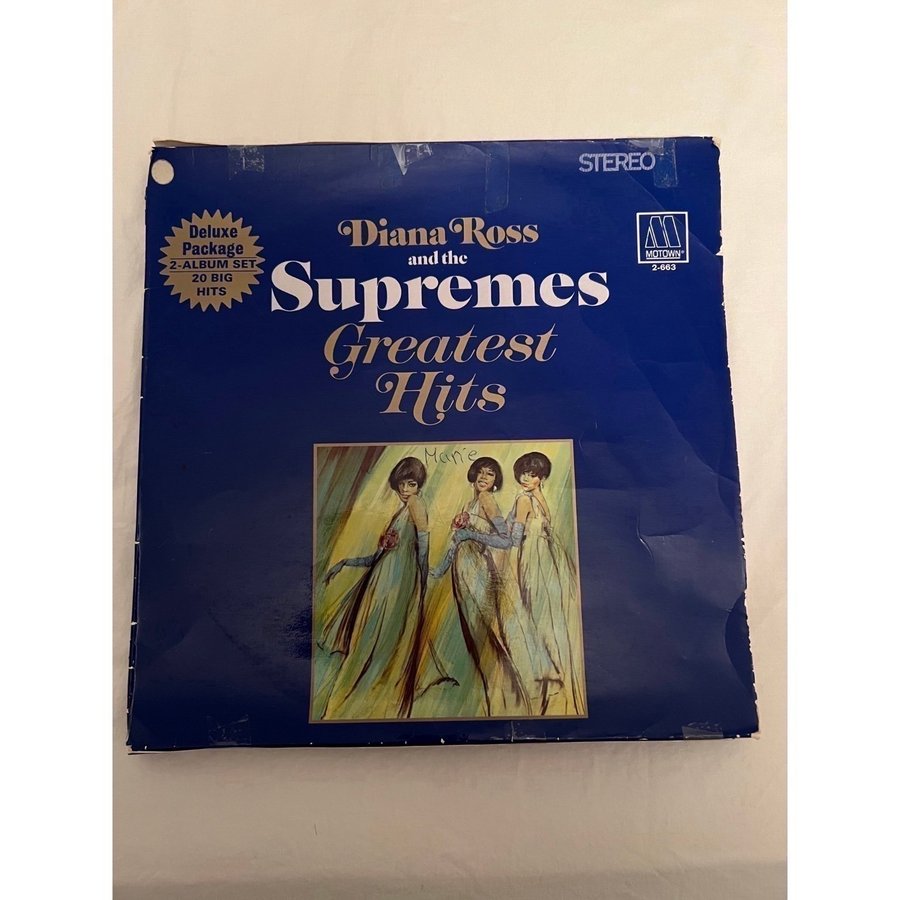 STEREO
Deluxe
Package
2-ALBUM SET
20 BIG
HITS
Diana Ross
and the
Supremes
Greatest
Hits
MOTOWN®
2-663
Marie